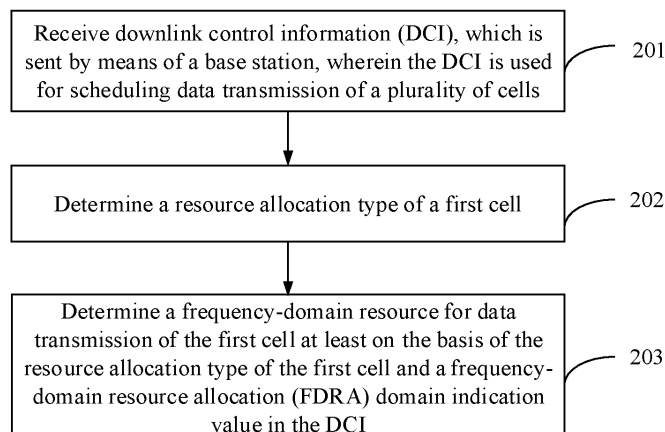 Receive downlink control information (DCI), which is
sent by means of a base station, wherein the DCI is used
for scheduling data transmission of a plurality of cells
201
Determine a resource allocation type of a first cell
202
Determine a frequency-domain resource for data
transmission of the first cell at least on the basis of the
resource allocation type of the first cell and a frequency-
domain resource allocation (FDRA) domain indication
value in the DCI
203